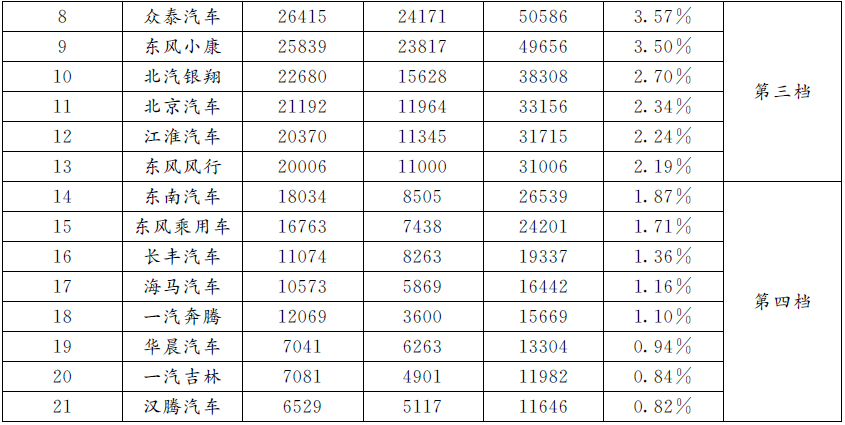 8 众泰汽车 26415 24171 50586 3.57%
9 东风小康 25839 23817 49656 3.50%
10 北汽银翔 22680 15628 38308 2.70%
第三档
11 北京汽车 21192 11964 33156 2.34%
12 江淮汽车 20370 11345 31715 2.24%
13 东风风行 20006 11000 31006 2.19%
14 东南汽车 18034 8505 26539 1.87%
15 东风乘用车 16763 7438 24201 1.71%
16 长丰汽车 11074 8263 19337 1.36%
17 海马汽车 10573 5869 16442 1.16%
第四档
18 一汽奔腾 12069 3600 15669 1.10%
19 华晨汽车 7041 6263 13304 0.94%
20 一汽吉林 7081 4901 11982 0.84%
21 汉腾汽车 6529 5117 11646 0.82%